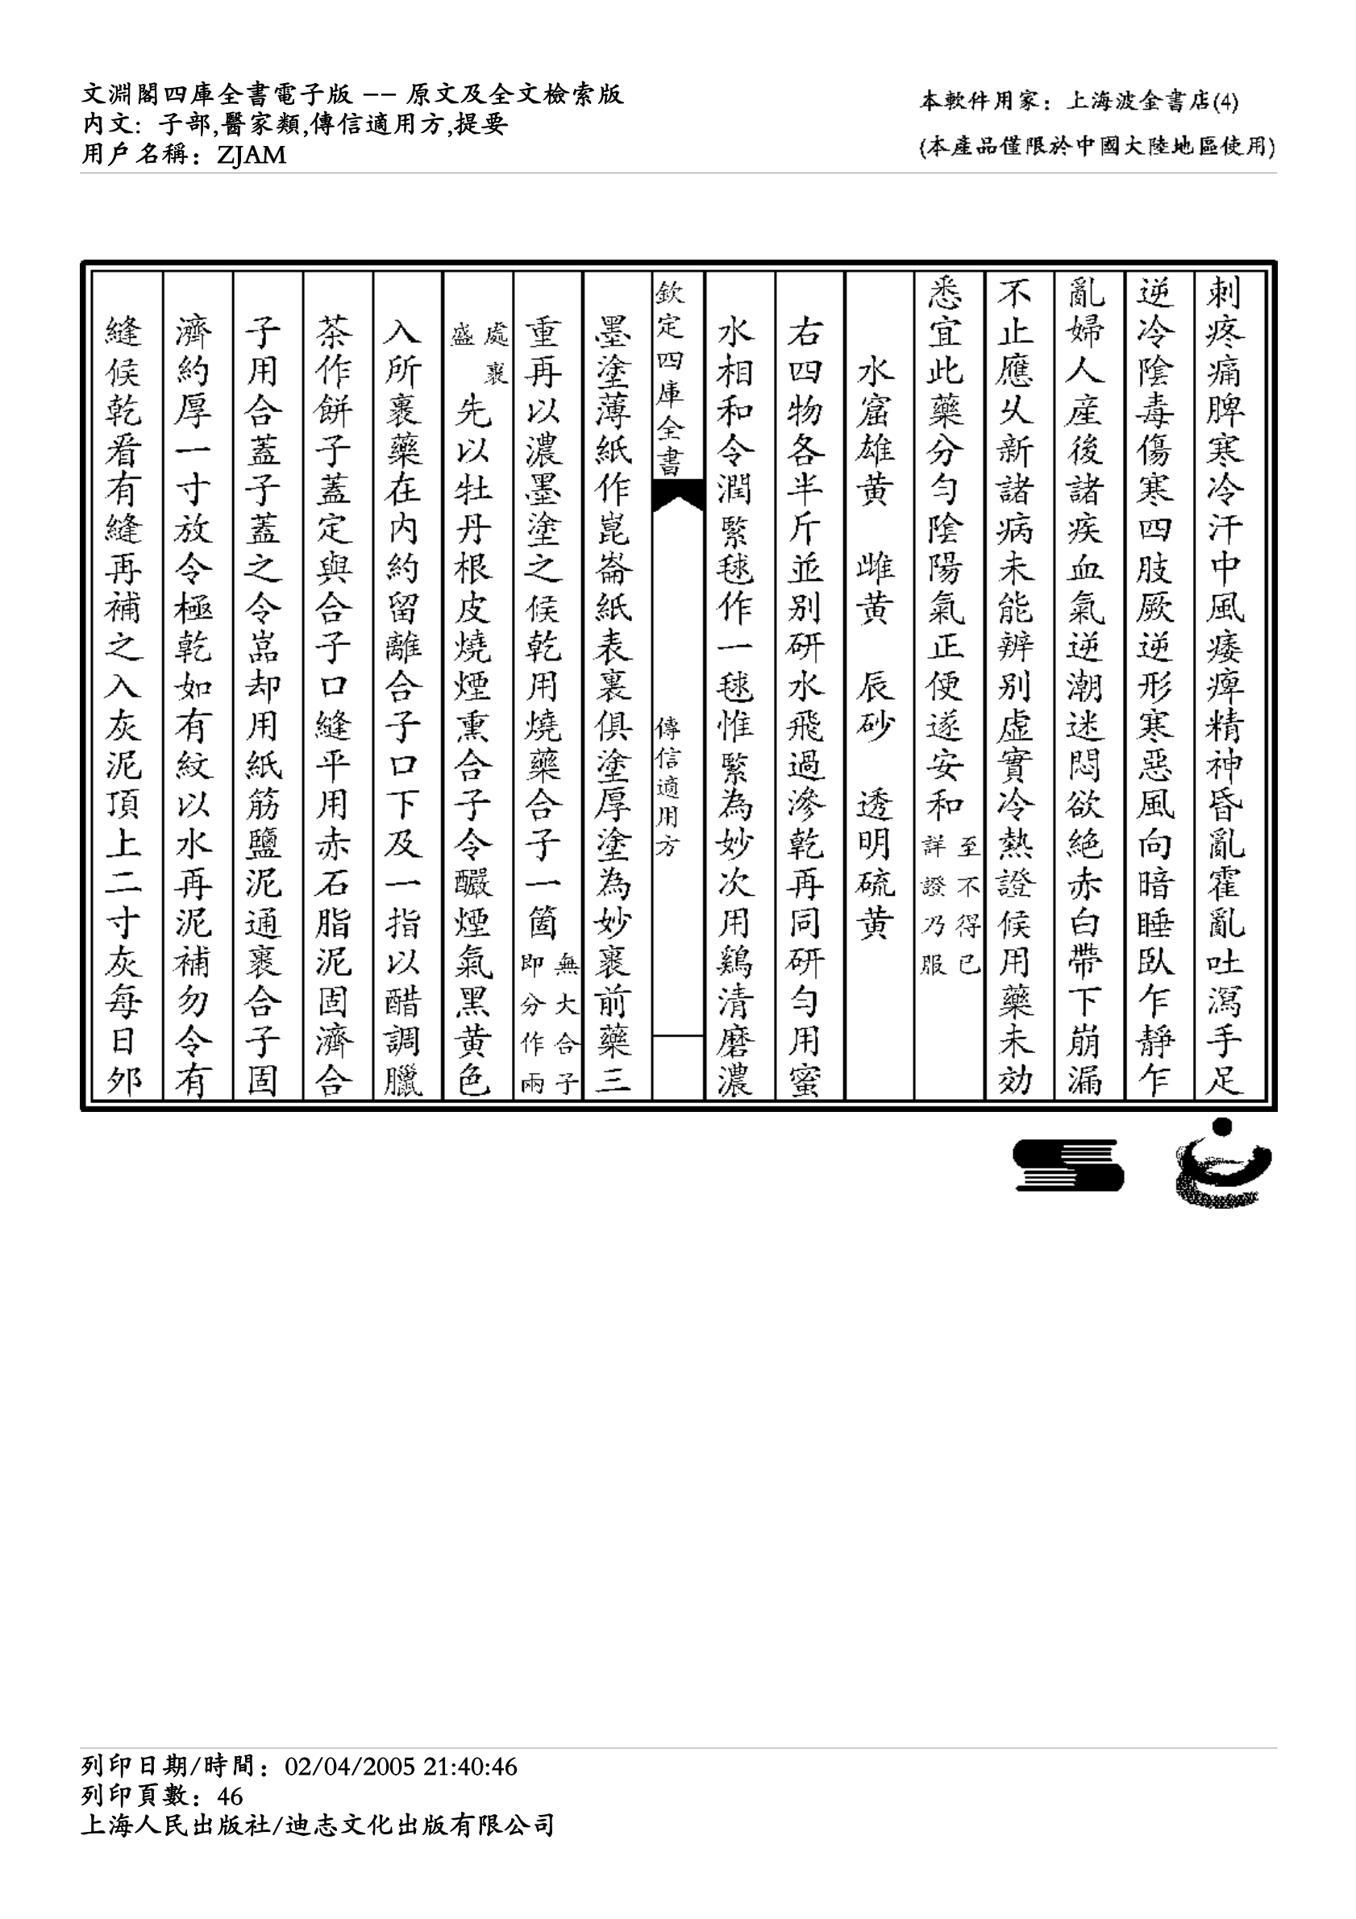 文淵閣四庫全書電子版 -- 原文及全文檢索版
内文: 子部,醫家類,傳信適用方,提要
用戶名稱: ZJAM
本軟件用家: 上海波金書店(4)
(本產品僅限於中國大陸地區使用)
刺疼痛脾寒冷汗中風痿痺精神昏亂霍亂吐瀉手足
逆冷陰毒傷寒四肢厥逆形寒惡風向暗睡臥乍靜乍
亂婦人産後諸疾血氣逆潮迷悶欲絶赤白帶下崩漏
不止應乆新諸病未能辨别虚實冷熱證候用藥未効
悉宜此藥分匀陰陽氣正便遂安和至不得已詳證乃服
水窟雄黄　雌黄　辰砂　透明硫黄
右四物各半斤並别研水飛過滲乾再同研匀用蜜
水相和令潤緊毬作一毬惟緊為妙次用鷄清磨濃
欽定四庫全書
傳信適用方
墨塗薄紙作崑崙紙表裏俱塗厚塗為妙裹前藥三
重再以濃墨塗之候乾用燒藥合子一箇無大合子即分作兩
處裹盛先以牡丹根皮燒煙熏合子令釅煙氣黑黄色
入所裹藥在内約留離合子口下及一指以醋調臘
茶作餅子蓋定與合子口縫平用赤石脂泥固濟合
子用合蓋子蓋之令嵓却用紙筋鹽泥通裹合子固
濟約厚一寸放令極乾如有紋以水再泥補勿令有
縫候乾看有縫再補之入灰泥頂上二寸灰每日夘
列印日期/時間: 02/04/2005 21:40:46
列印頁數: 46
上海人民出版社/迪志文化出版有限公司